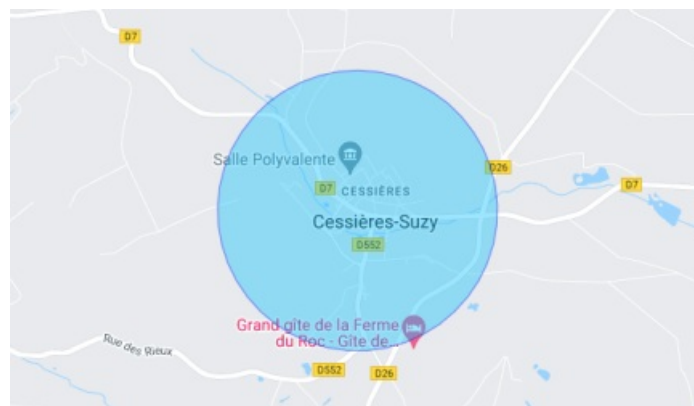 D7
Salle Polyvalente
D26
D7
D7
CESSIÈRES
Cessières-Suzy
D552
Grand gîte de la Ferme
du Roc - Gîte de...
Rue des Rieux
D552
D26